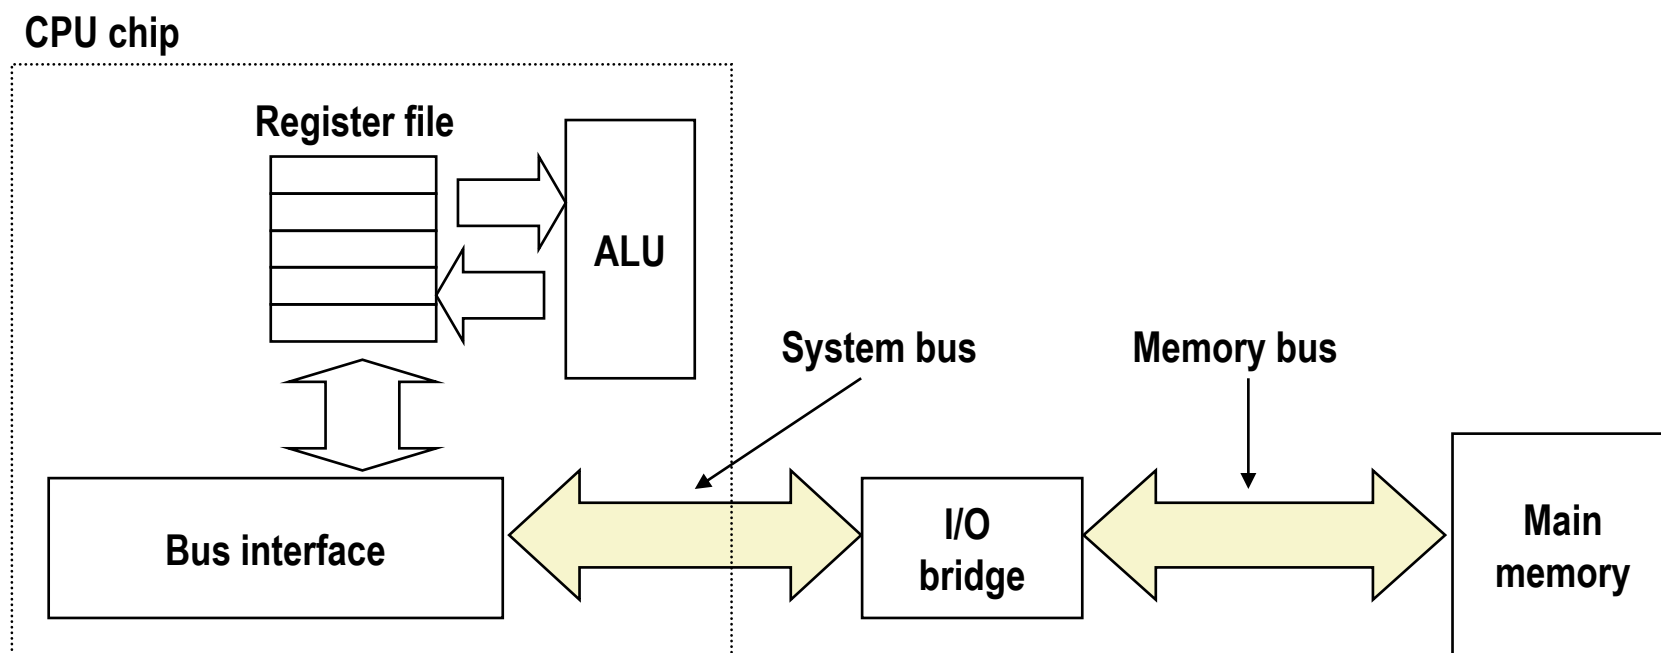 CPU chip
Register file
ALU
System bus
Memory bus
Bus interface
I/O
bridge
Main
memory